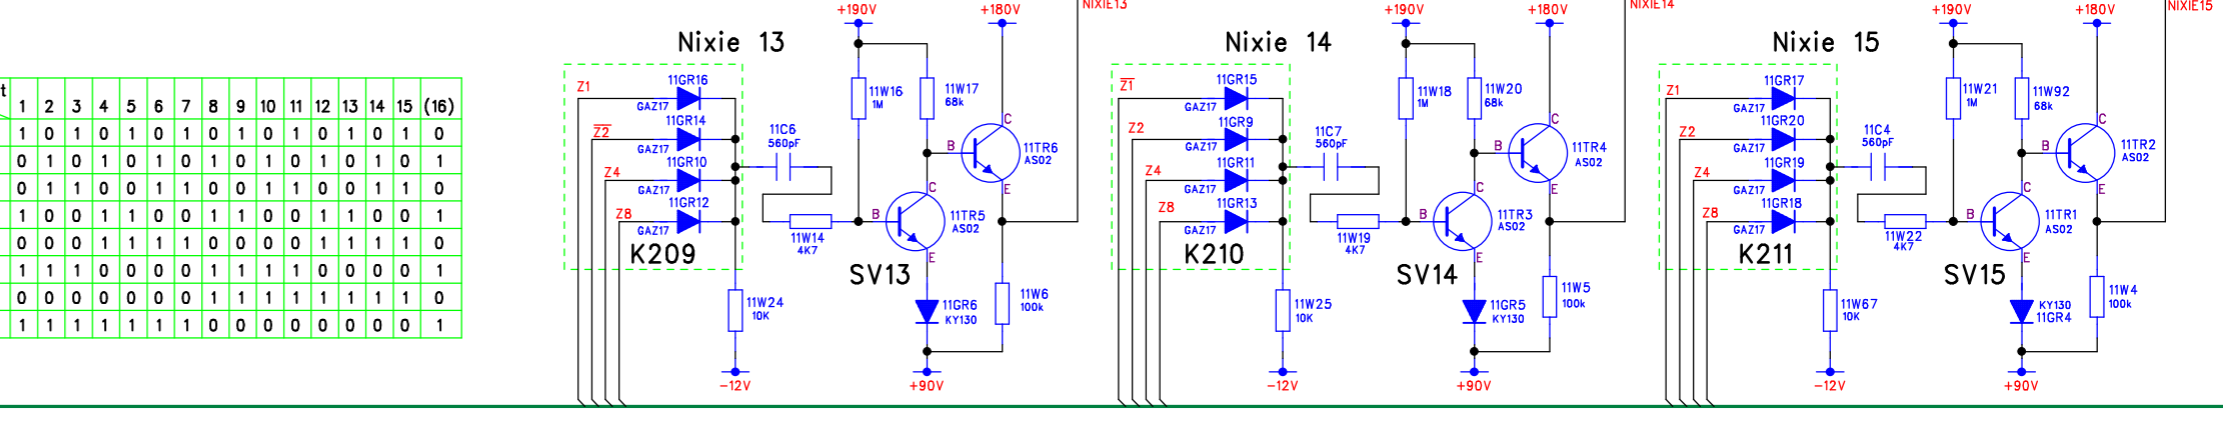 t
1 2 3 4 5 6 7 8 9 10 11 12 13 14 15 (16)
1 0 1 0 1 0 1 0 1 0 1 0 1 0 1 0
0 1 0 1 0 1 0 1 0 1 0 1 0 1 0 1
0 1 1 0 0 1 1 0 0 1 1 0 0 1 1 0
1 0 0 1 1 0 0 1 1 0 0 1 1 0 0 1
0 0 0 1 1 1 1 0 0 0 0 1 1 1 1 0
1 1 1 0 0 0 0 1 1 1 1 0 0 0 0 1
0 0 0 0 0 0 0 1 1 1 1 1 1 1 1 0
1 1 1 1 1 1 1 0 0 0 0 0 0 0 0 1
Nixie 13
+190V
+180V
NIXIE13
Z1
11GR16
GAZ17
Z2
11GR14
GAZ17
Z4
11GR10
GAZ17
Z8
11GR12
GAZ17
K209
11C6
560pF
11W14
4K7
11W16
1M
11W17
68k
B
C
11TR6
AS02
E
B
C
11TR5
AS02
E
SV13
11W24
10K
-12V
11GR6
KY130
11W6
100k
+90V
Nixie 14
+190V
+180V
NIXIE14
Z1
11GR15
GAZ17
Z2
11GR9
GAZ17
Z4
11GR11
GAZ17
Z8
11GR13
GAZ17
K210
11C7
560pF
11W19
4K7
11W18
1M
11W20
68k
B
C
11TR4
AS02
E
B
C
11TR3
AS02
E
SV14
11W25
10K
-12V
11GR5
KY130
11W5
100k
+90V
Nixie 15
+190V
+180V
NIXIE15
Z1
11GR17
GAZ17
Z2
11GR20
GAZ17
Z4
11GR19
GAZ17
Z8
11GR18
GAZ17
K211
11C4
560pF
11W22
4K7
11W21
1M
11W92
68k
B
C
11TR2
AS02
E
B
C
11TR1
AS02
E
SV15
11W67
10K
-12V
KY130
11GR4
11W4
100k
+90V